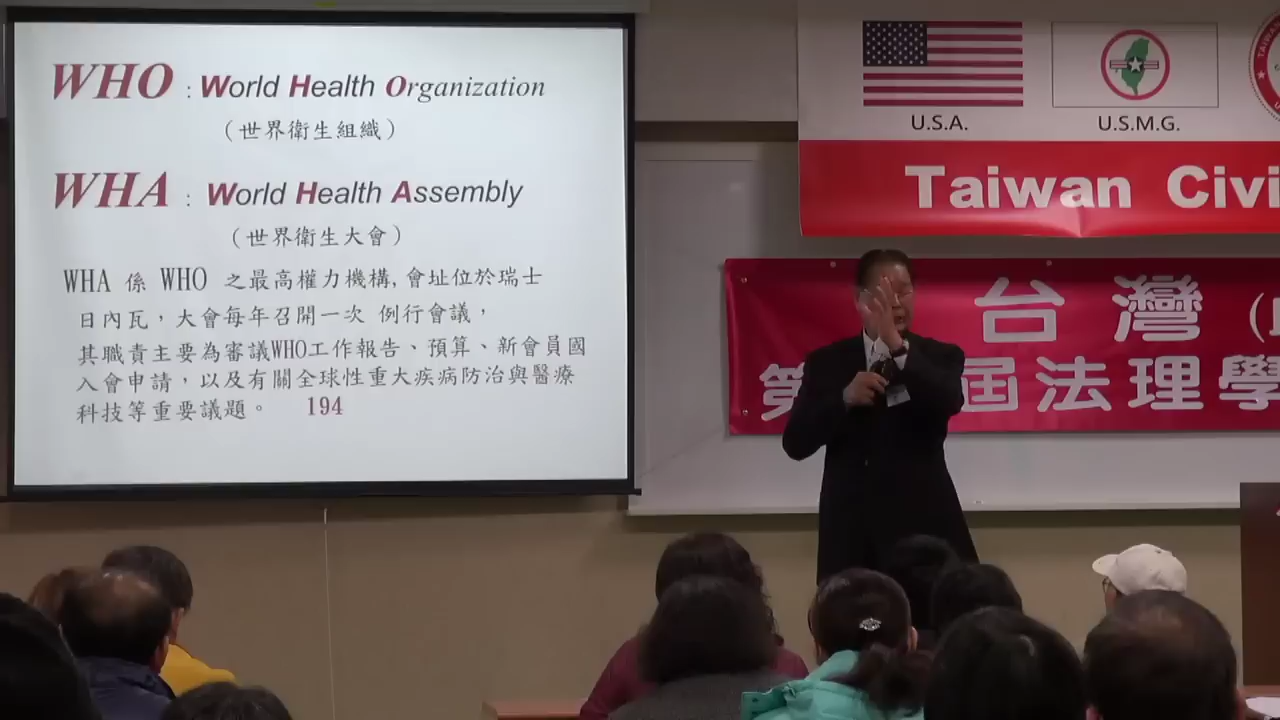 WHO : World Health Organization
（世界衛生組織）
WHA : World Health Assembly
（世界衛生大會）
WHA 係 WHO 之最高權力機構, 會址位於瑞士
日內瓦，大會每年召開一次 例行會議，
其職責主要為審議WHO工作報告、預算、新會員國
入會申請，以及有關全球性重大疾病防治與醫療
科技等重要議題。 194
U.S.A.
U.S.M.G.
Taiwan Civi
台灣
第 屆法理學